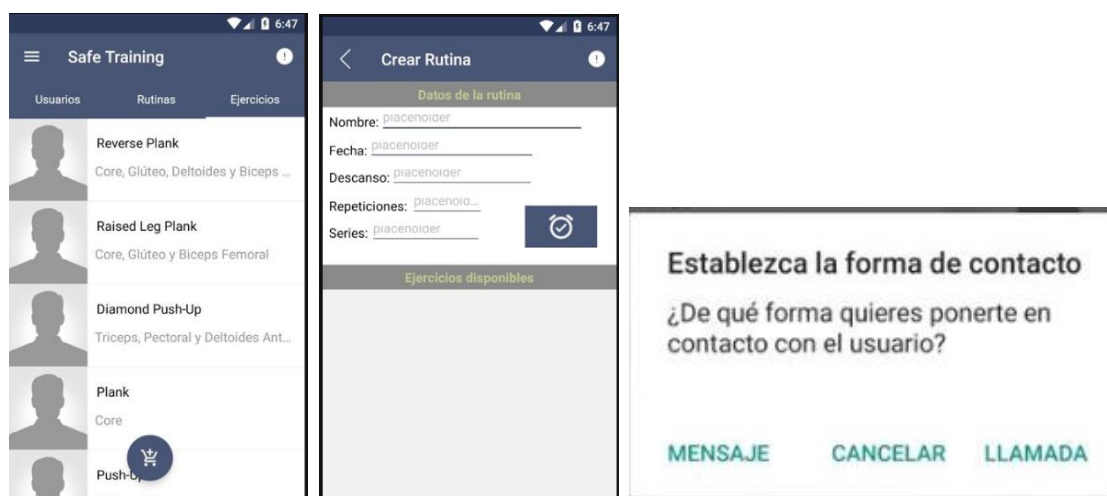 6:47
Safe Training
Usuarios Rutinas Ejercicios
Reverse Plank
Core, Glúteo, Deltoides y Biceps ...
Raised Leg Plank
Core, Glúteo y Biceps Femoral
Diamond Push-Up
Triceps, Pectoral y Deltoides Ant...
Plank
Core
Push-U
6:47
Crear Rutina
Datos de la rutina
Nombre: placeholder
Fecha: placeholder
Descanso: placeholder
Repeticiones: placehold...
Series: placeholder
Ejercicios disponibles
Establezca la forma de contacto
¿De qué forma quieres ponerte en
contacto con el usuario?
MENSAJE CANCELAR LLAMADA